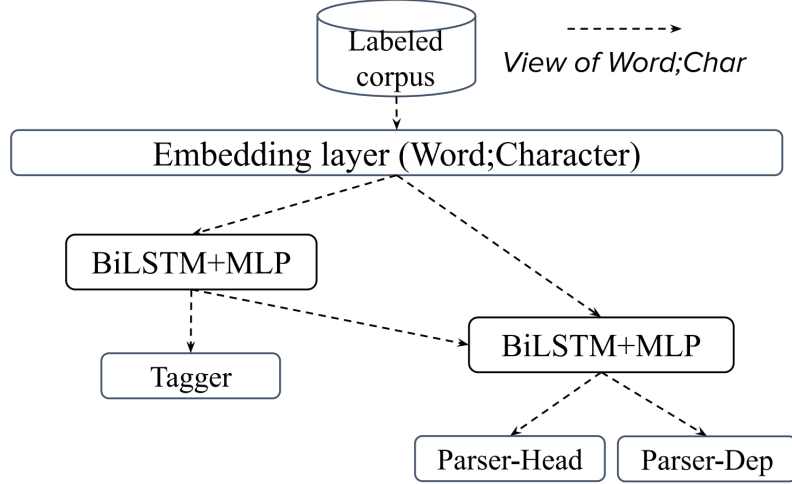 Labeled
corpus
View of Word;Char
Embedding layer (Word;Character)
BiLSTM+MLP
BiLSTM+MLP
Tagger
Parser-Head
Parser-Dep